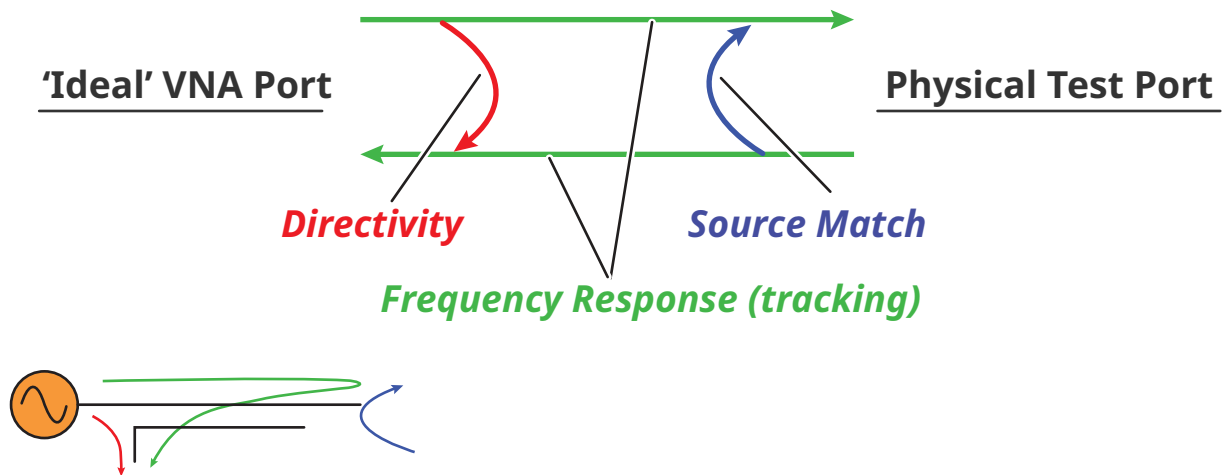 ‘Ideal’ VNA Port
Physical Test Port
Directivity
Source Match
Frequency Response (tracking)